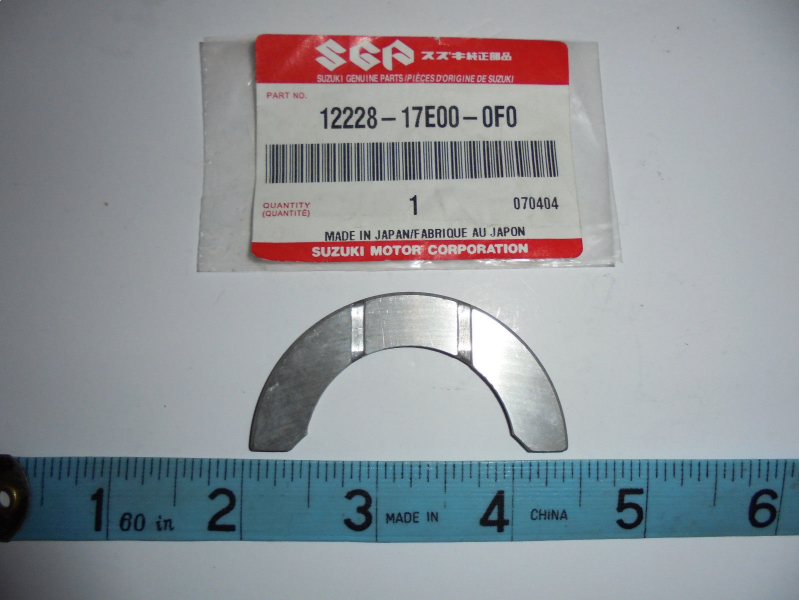 SGP スズキ純正部品
SUZUKI GENUINE PARTS/PIÈCES D'ORIGINE DE SUZUKI
PART NO.
12228-17E00-0F0
QUANTITY
(QUANTITÉ)
1
070404
MADE IN JAPAN/FABRIQUE AU JAPON
SUZUKI MOTOR CORPORATION
1 60 in 2 3 MADE IN 4 CHINA 5 6